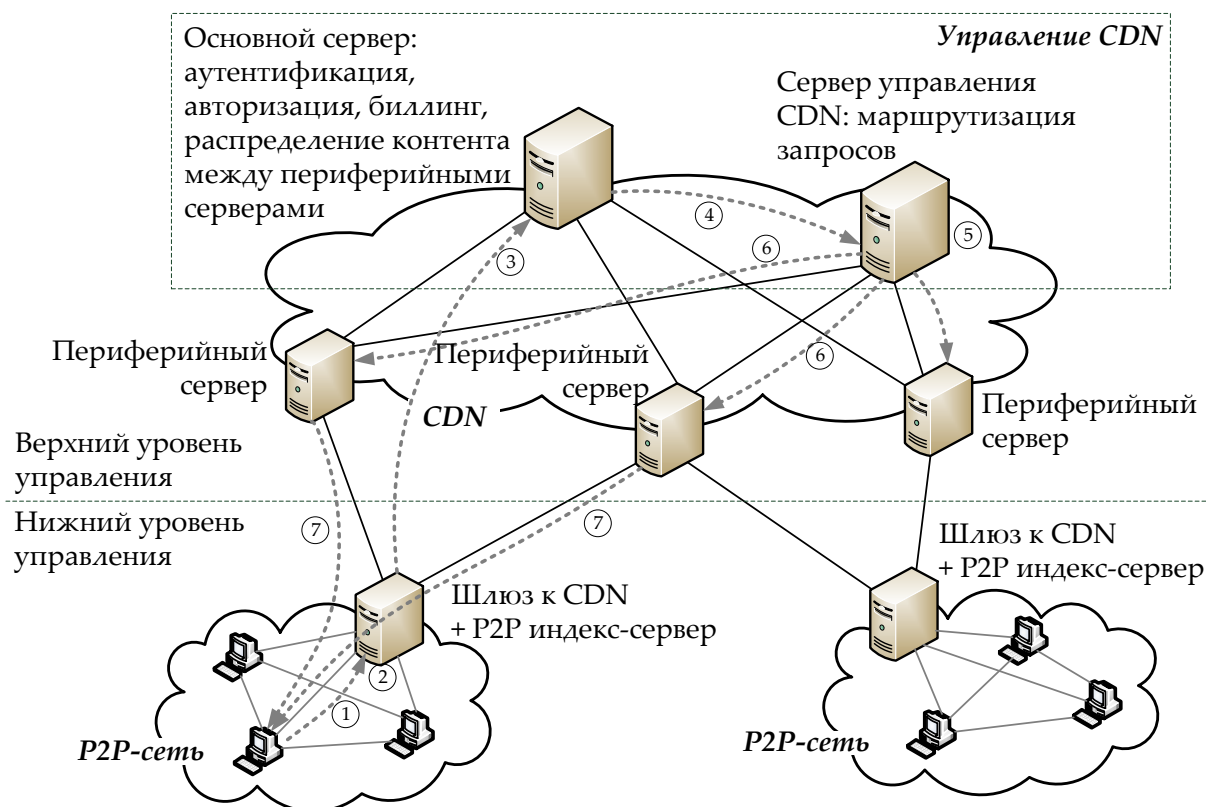 Основной сервер:
аутентификация,
авторизация, биллинг,
распределение контента
между периферийными
серверами
Управление CDN
Сервер управления
CDN: маршрутизация
запросов
4
5
3
6
6
Периферийный
сервер
Периферийный
сервер
Периферийный
сервер
CDN
Верхний уровень
управления
Нижний уровень
управления
7
7
Шлюз к CDN
+ P2P индекс-сервер
Шлюз к CDN
+ P2P индекс-сервер
2
1
P2P-сеть
P2P-сеть